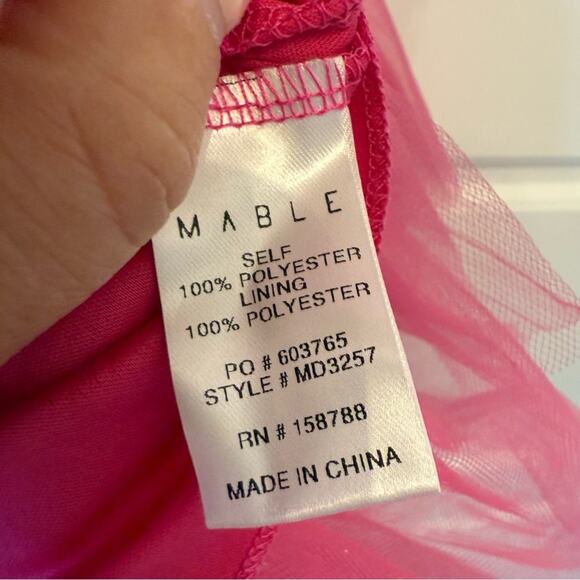 MABLE
SELF
100% POLYESTER
LINING
100% POLYESTER
PO # 603765
STYLE # MD3257
RN # 158788
MADE IN CHINA